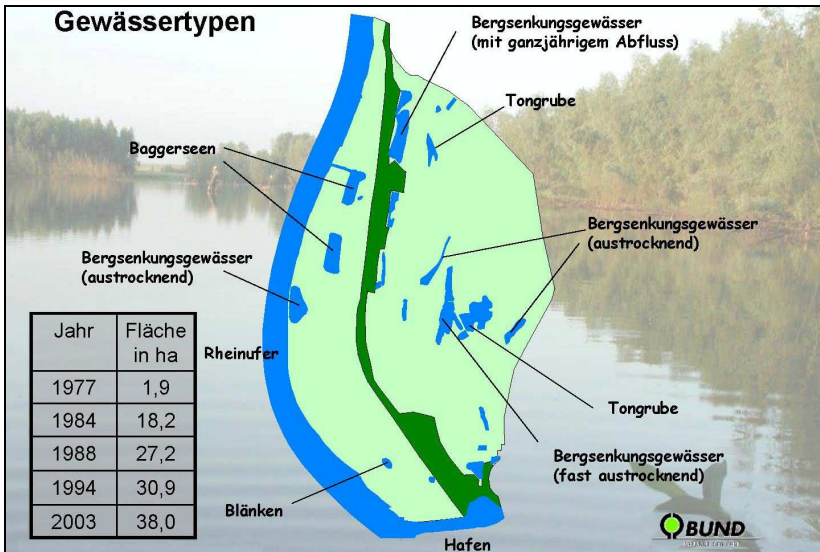 Gewässertypen
Bergsenkungsgewässer
(mit ganzjährigem Abfluss)
Tongrube
Baggerseen
Bergsenkungsgewässer
(austrocknend)
Bergsenkungsgewässer
(austrocknend)
Rheinufer
Jahr Fläche
in ha
1977 1,9
1984 18,2
1988 27,2
1994 30,9
2003 38,0
Tongrube
Bergsenkungsgewässer
(fast austrocknend)
Blänken
Hafen
BUND